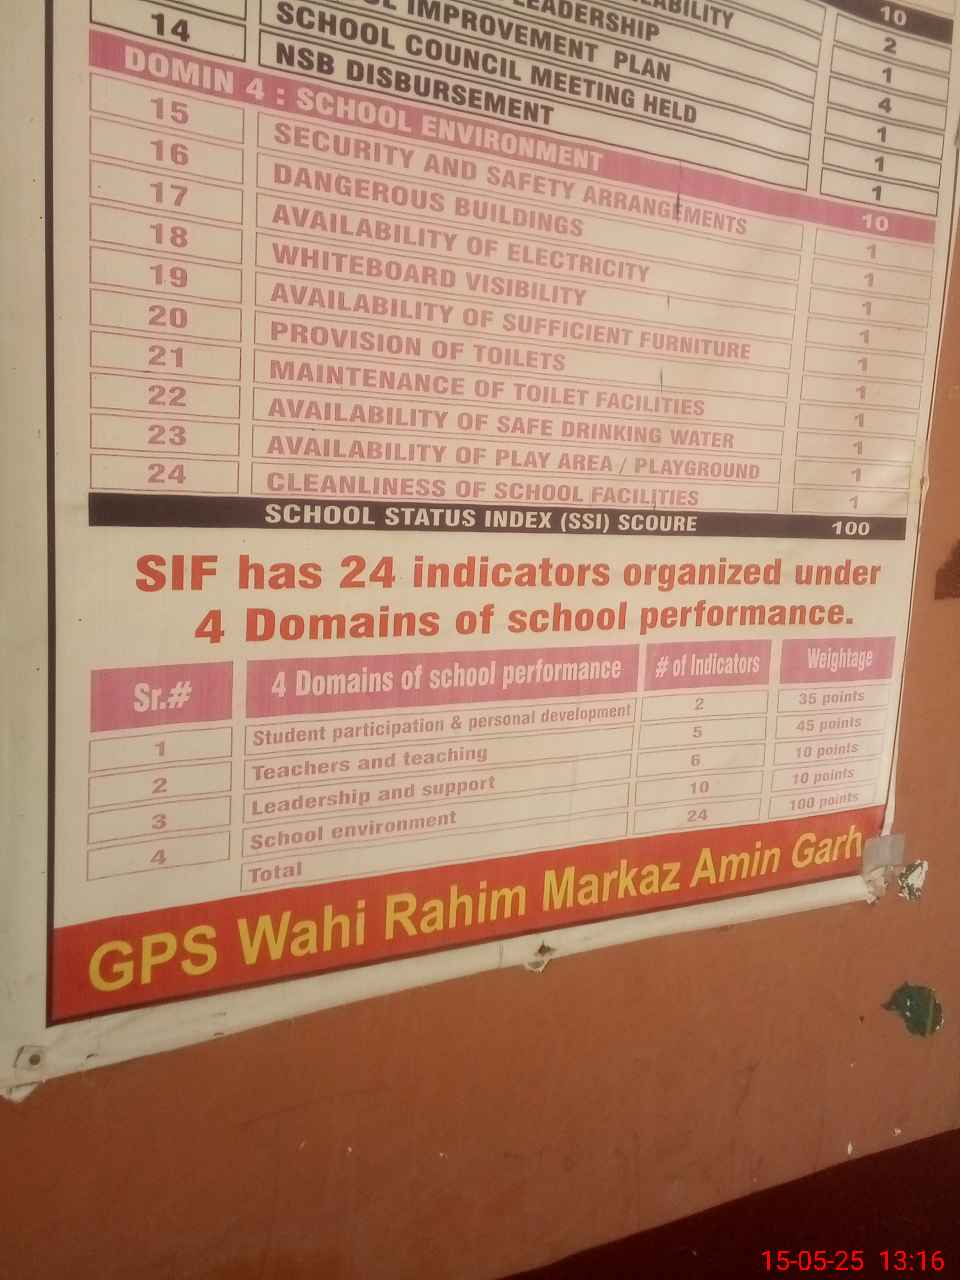 ABILITY 10
LEADERSHIP 2
IMPROVEMENT PLAN 1
SCHOOL COUNCIL MEETING HELD 4
14 NSB DISBURSEMENT 1
1
1
DOMIN 4 : SCHOOL ENVIRONMENT 10
15 SECURITY AND SAFETY ARRANGEMENTS 1
16 DANGEROUS BUILDINGS 1
17 AVAILABILITY OF ELECTRICITY 1
18 WHITEBOARD VISIBILITY 1
19 AVAILABILITY OF SUFFICIENT FURNITURE 1
20 PROVISION OF TOILETS 1
21 MAINTENANCE OF TOILET FACILITIES 1
22 AVAILABILITY OF SAFE DRINKING WATER 1
23 AVAILABILITY OF PLAY AREA / PLAYGROUND 1
24 CLEANLINESS OF SCHOOL FACILITIES 1
SCHOOL STATUS INDEX (SSI) SCOURE 100
SIF has 24 indicators organized under
4 Domains of school performance.
Sr.# 4 Domains of school performance # of Indicators Weightage
1 Student participation & personal development 2 35 points
2 Teachers and teaching 5 45 points
3 Leadership and support 6 10 points
4 School environment 10 10 points
Total 24 100 points
GPS Wahi Rahim Markaz Amin Garh
15-05-25 13:16